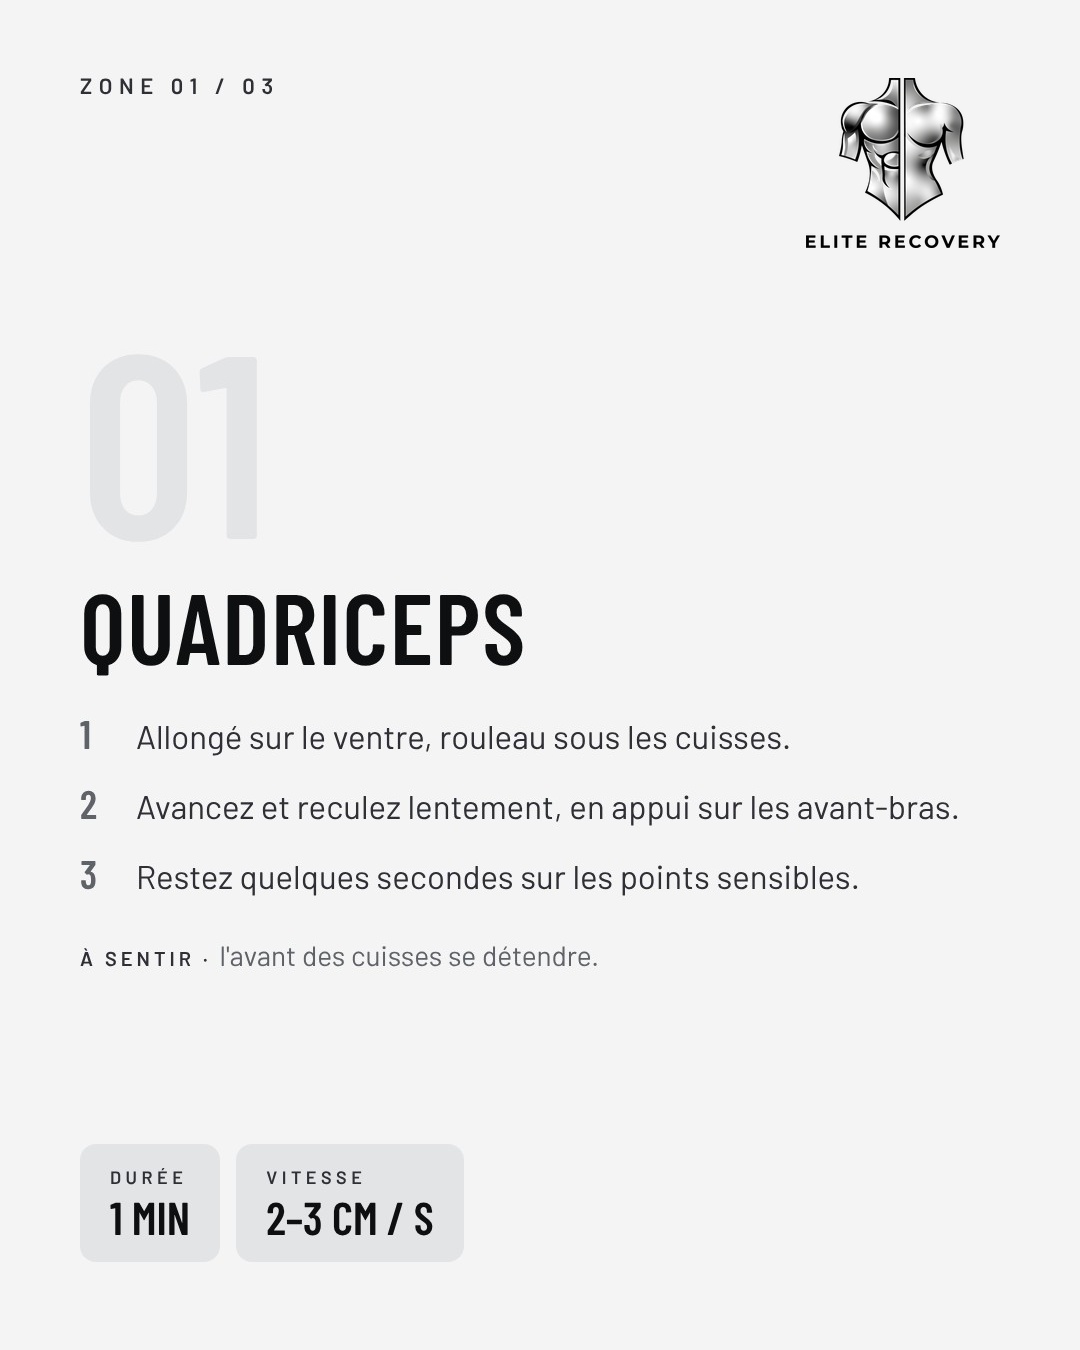 ZONE 01 / 03
ELITE RECOVERY
01
QUADRICEPS
1 Allongé sur le ventre, rouleau sous les cuisses.
2 Avancez et reculez lentement, en appui sur les avant-bras.
3 Restez quelques secondes sur les points sensibles.
À SENTIR · l'avant des cuisses se détendre.
DURÉE
1 MIN
VITESSE
2–3 CM / S